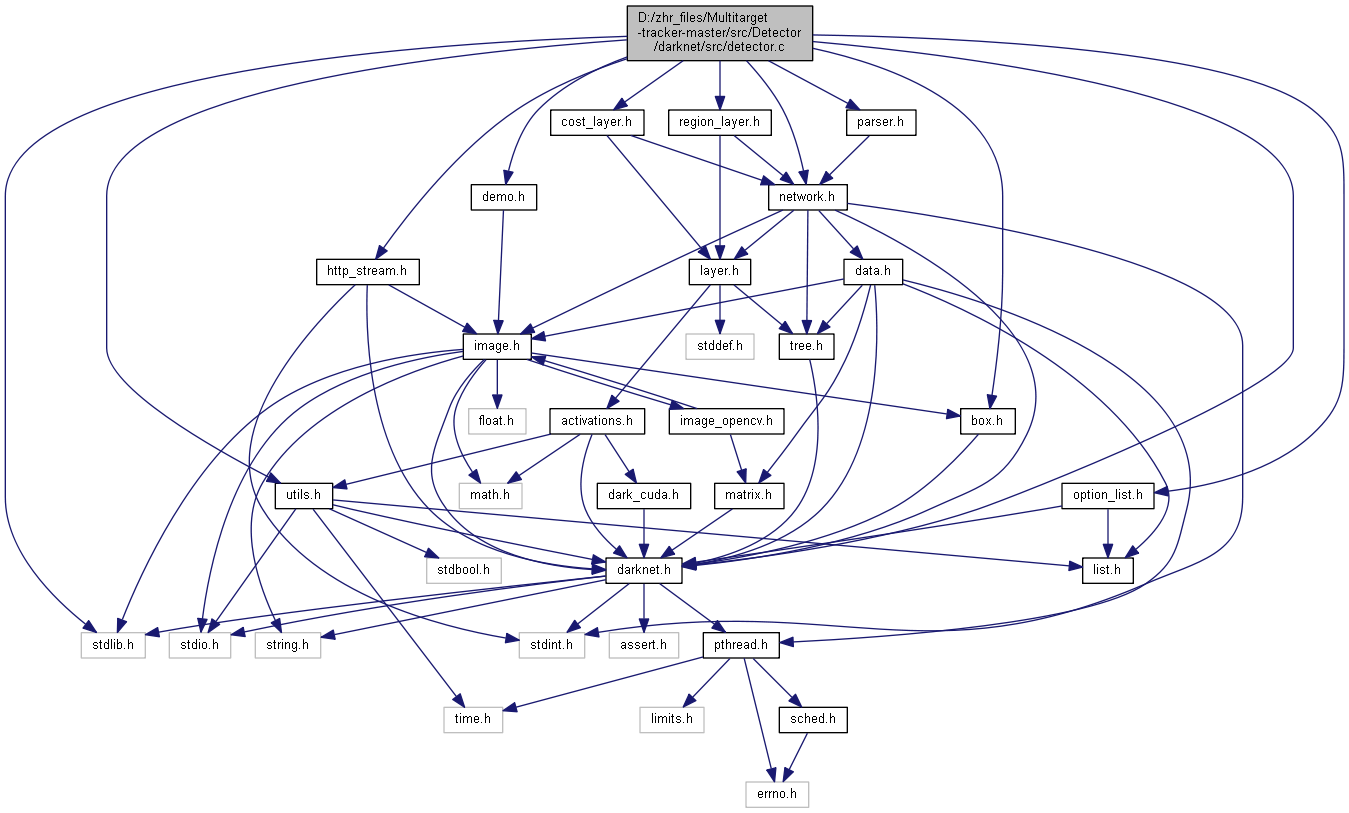 D:/zhr_files/Multitarget
-tracker-master/src/Detector
/darknet/src/detector.c
cost_layer.h
region_layer.h
parser.h
demo.h
network.h
http_stream.h
layer.h
data.h
image.h
stddef.h
tree.h
float.h
activations.h
image_opencv.h
box.h
utils.h
math.h
dark_cuda.h
matrix.h
option_list.h
stdbool.h
darknet.h
list.h
stdlib.h
stdio.h
string.h
stdint.h
assert.h
pthread.h
time.h
limits.h
sched.h
errno.h